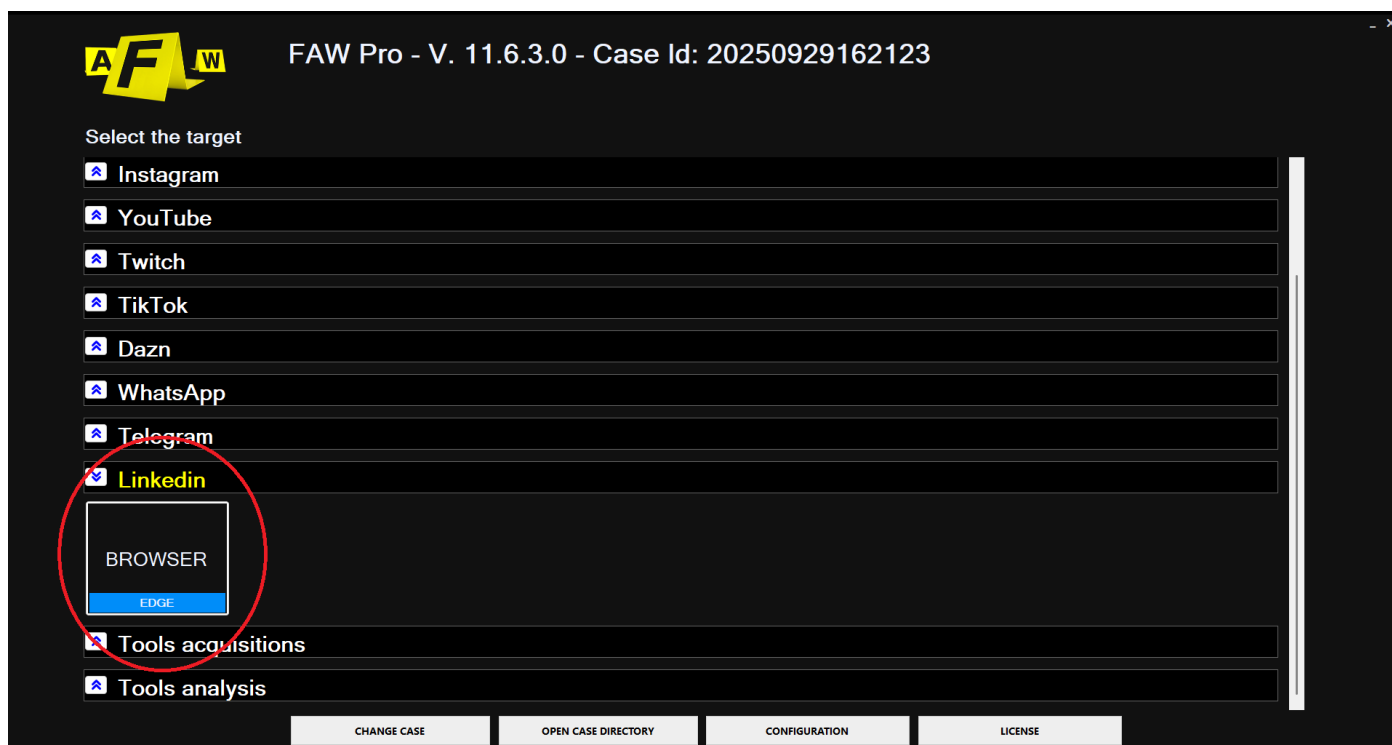 A F W
FAW Pro - V. 11.6.3.0 - Case Id: 20250929162123
Select the target
Instagram
YouTube
Twitch
TikTok
Dazn
WhatsApp
Telegram
Linkedin
BROWSER
EDGE
Tools acquisitions
Tools analysis
CHANGE CASE
OPEN CASE DIRECTORY
CONFIGURATION
LICENSE